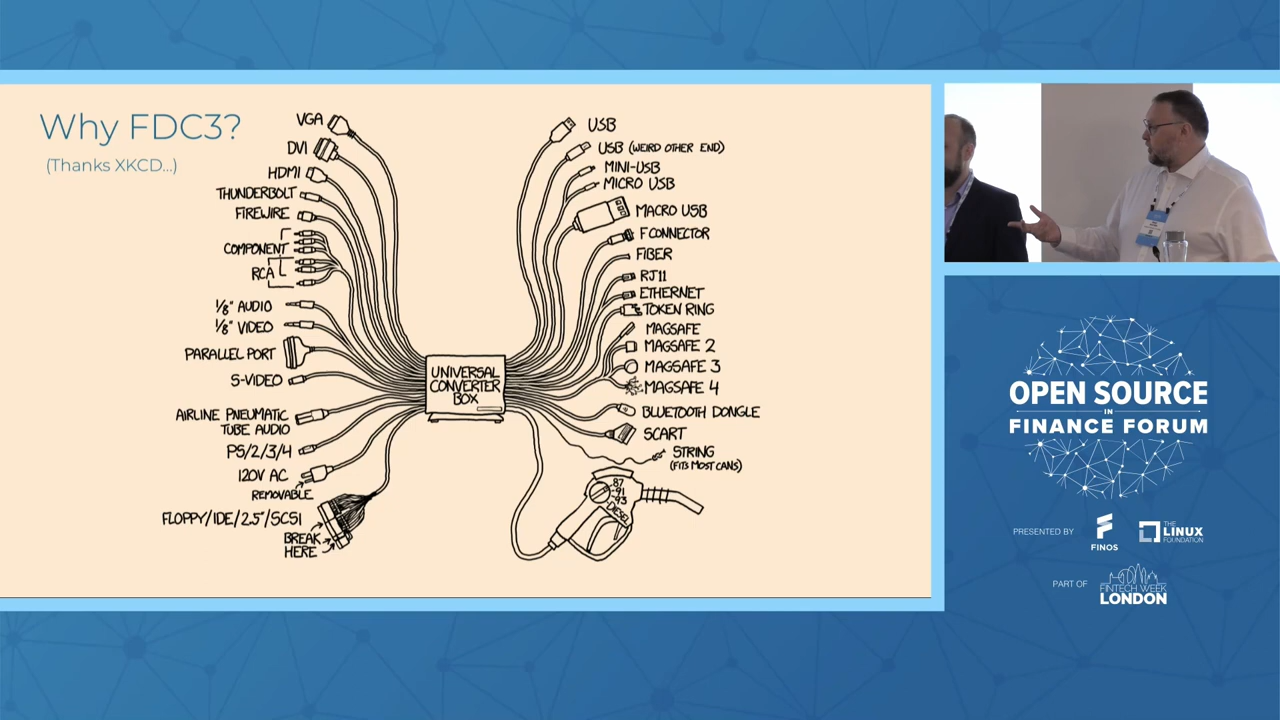 Why FDC3?
(Thanks XKCD...)
VGA
DVI
HDMI
THUNDERBOLT
FIREWIRE
COMPONENT
RCA
1/8" AUDIO
1/8" VIDEO
PARALLEL PORT
S-VIDEO
AIRLINE PNEUMATIC
TUBE AUDIO
PS/2/3/4
120V AC
REMOVABLE
FLOPPY/IDE/2.5"/SCSI
BREAK
HERE
UNIVERSAL
CONVERTER
BOX
USB
USB (WEIRD OTHER END)
MINI-USB
MICRO USB
MACRO USB
F CONNECTOR
FIBER
RJ11
ETHERNET
TOKEN RING
MAGSAFE
MAGSAFE 2
MAGSAFE 3
MAGSAFE 4
BLUETOOTH DONGLE
SCART
STRING
(FITS MOST CANS)
87
-91
-93
DIESEL
OPEN SOURCE
IN
FINANCE FORUM
PRESENTED BY
FINOS
THE
LINUX
FOUNDATION
PART OF
FINTECH WEEK
LONDON